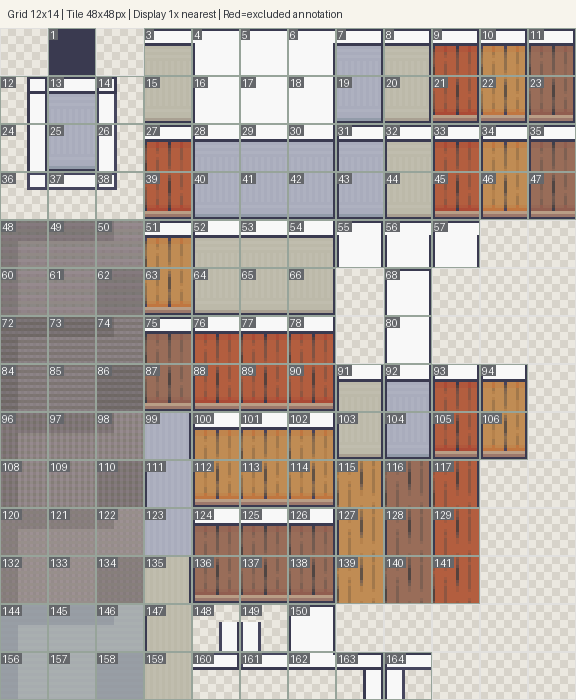 Grid 12x14 | Tile 48x48px | Display 1x nearest | Red=excluded annotation
1 3 4 5 6 7 8 9 10 11
12 13 14 15 16 17 18 19 20 21 22 23
24 25 26 27 28 29 30 31 32 33 34 35
36 37 38 39 40 41 42 43 44 45 46 47
48 49 50 51 52 53 54 55 56 57
60 61 62 63 64 65 66 68
72 73 74 75 76 77 78 80
84 85 86 87 88 89 90 91 92 93 94
96 97 98 99 100 101 102 103 104 105 106
108 109 110 111 112 113 114 115 116 117
120 121 122 123 124 125 126 127 128 129
132 133 134 135 136 137 138 139 140 141
144 145 146 147 148 149 150
156 157 158 159 160 161 162 163 164